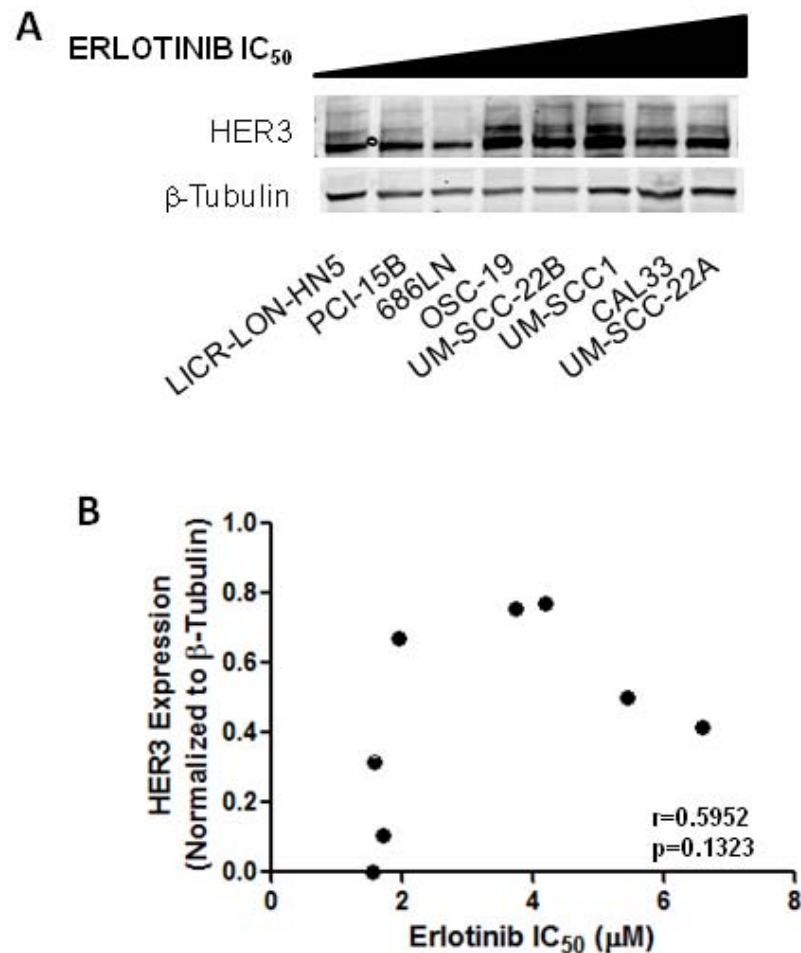 A
ERLOTINIB IC50
HER3
β-Tubulin
LICR-LON-HN5
PCI-15B
686LN
OSC-19
UM-SCC-22B
UM-SCC1
CAL33
UM-SCC-22A
B
HER3 Expression
(Normalized to β-Tubulin)
1.0
0.8
0.6
0.4
0.2
0.0
r=0.5952
p=0.1323
0 2 4 6 8
Erlotinib IC50 (μM)